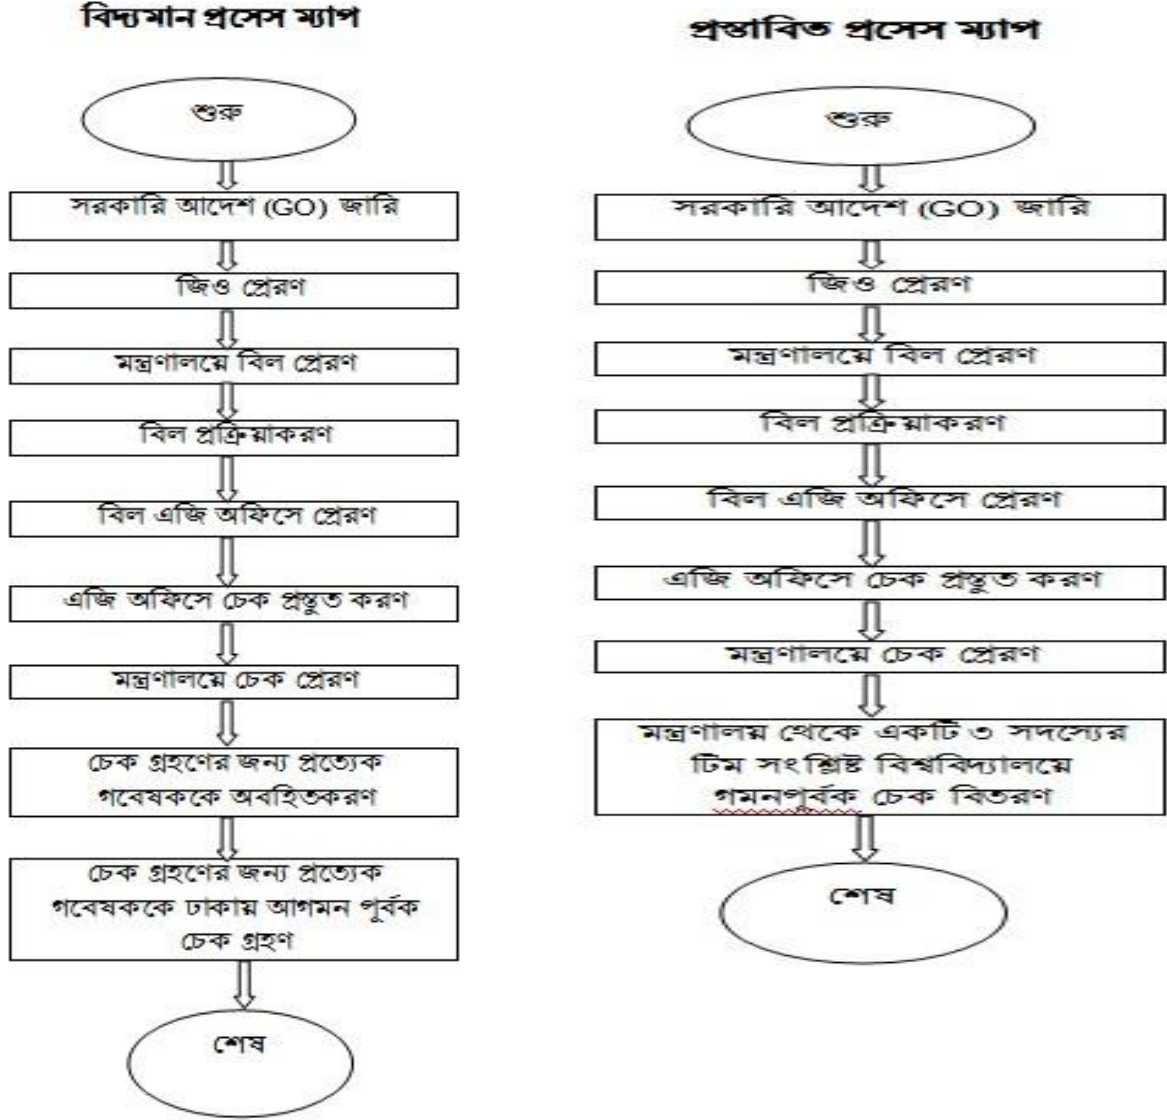 বিদ্যমান প্রসেস ম্যাপ
শুরু
সরকারি আদেশ (GO) জারি
জিও প্রেরণ
মন্ত্রণালয়ে বিল প্রেরণ
বিল প্রক্রিয়াকরণ
বিল এজি অফিসে প্রেরণ
এজি অফিসে চেক প্রস্তুত করণ
মন্ত্রণালয়ে চেক প্রেরণ
চেক গ্রহণের জন্য প্রত্যেক
গবেষককে অবহিতকরণ
চেক গ্রহণের জন্য প্রত্যেক
গবেষককে ঢাকায় আগমন পূর্বক
চেক গ্রহণ
শেষ
প্রস্তাবিত প্রসেস ম্যাপ
শুরু
সরকারি আদেশ (GO) জারি
জিও প্রেরণ
মন্ত্রণালয়ে বিল প্রেরণ
বিল প্রক্রিয়াকরণ
বিল এজি অফিসে প্রেরণ
এজি অফিসে চেক প্রস্তুত করণ
মন্ত্রণালয়ে চেক প্রেরণ
মন্ত্রণালয় থেকে একটি ৩ সদস্যের
টিম সংশ্লিষ্ট বিশ্ববিদ্যালয়ে
গমনপূর্বক চেক বিতরণ
শেষ